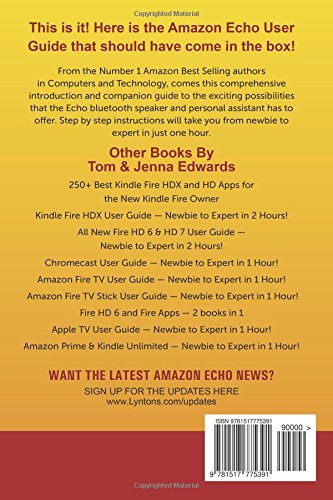 This is it! Here is the Amazon Echo User
Guide that should have come in the box!
From the Number 1 Amazon Best Selling authors
in Computers and Technology, comes this comprehensive
introduction and companion guide to the exciting possibilities
that the Echo bluetooth speaker and personal assistant has
to offer. Step by step instructions will take you from newbie to
expert in just one hour.
Other Books By
Tom & Jenna Edwards
250+ Best Kindle Fire HDX and HD Apps for
the New Kindle Fire Owner
Kindle Fire HDX User Guide — Newbie to Expert in 2 Hours!
All New Fire HD 6 & HD 7 User Guide —
Newbie to Expert in 2 Hours!
Chromecast User Guide — Newbie to Expert in 1 Hour!
Amazon Fire TV User Guide — Newbie to Expert in 1 Hour!
Amazon Fire TV Stick User Guide — Newbie to Expert in 1 Hour!
Fire HD 6 and Fire Apps — 2 books in 1
Apple TV User Guide — Newbie to Expert in 1 Hour!
Amazon Prime & Kindle Unlimited — Newbie to Expert in 1 Hour!
WANT THE LATEST AMAZON ECHO NEWS?
SIGN UP FOR THE UPDATES HERE
www.Lyntons.com/updates
ISBN 9781517775391
90000 >
9 781517 775391
Copyrighted Material